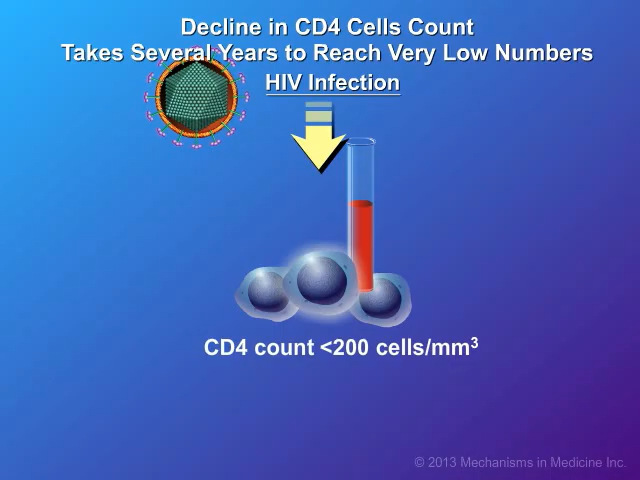 Decline in CD4 Cells Count
Takes Several Years to Reach Very Low Numbers
HIV Infection
CD4 count <200 cells/mm³
© 2013 Mechanisms in Medicine Inc.